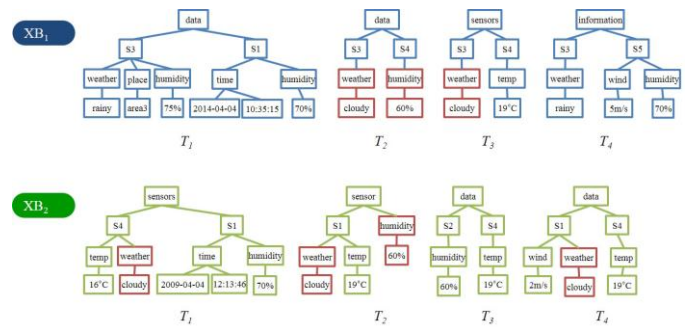 XB1
data data sensors information
S3 S1 S3 S4 S3 S4 S3 S5
weather place humidity time humidity weather humidity weather temp weather wind humidity
rainy area3 75% 2014-04-04 10:35:15 70% cloudy 60% cloudy 19°C rainy 5m/s 70%
T1 T2 T3 T4
XB2
sensors sensor data data
S4 S1 S1 humidity S2 S4 S1 S4
temp weather time humidity weather temp 60% humidity temp wind weather temp
16°C cloudy 2009-04-04 12:13:46 70% cloudy 19°C 60% 19°C 2m/s cloudy 19°C
T1 T2 T3 T4